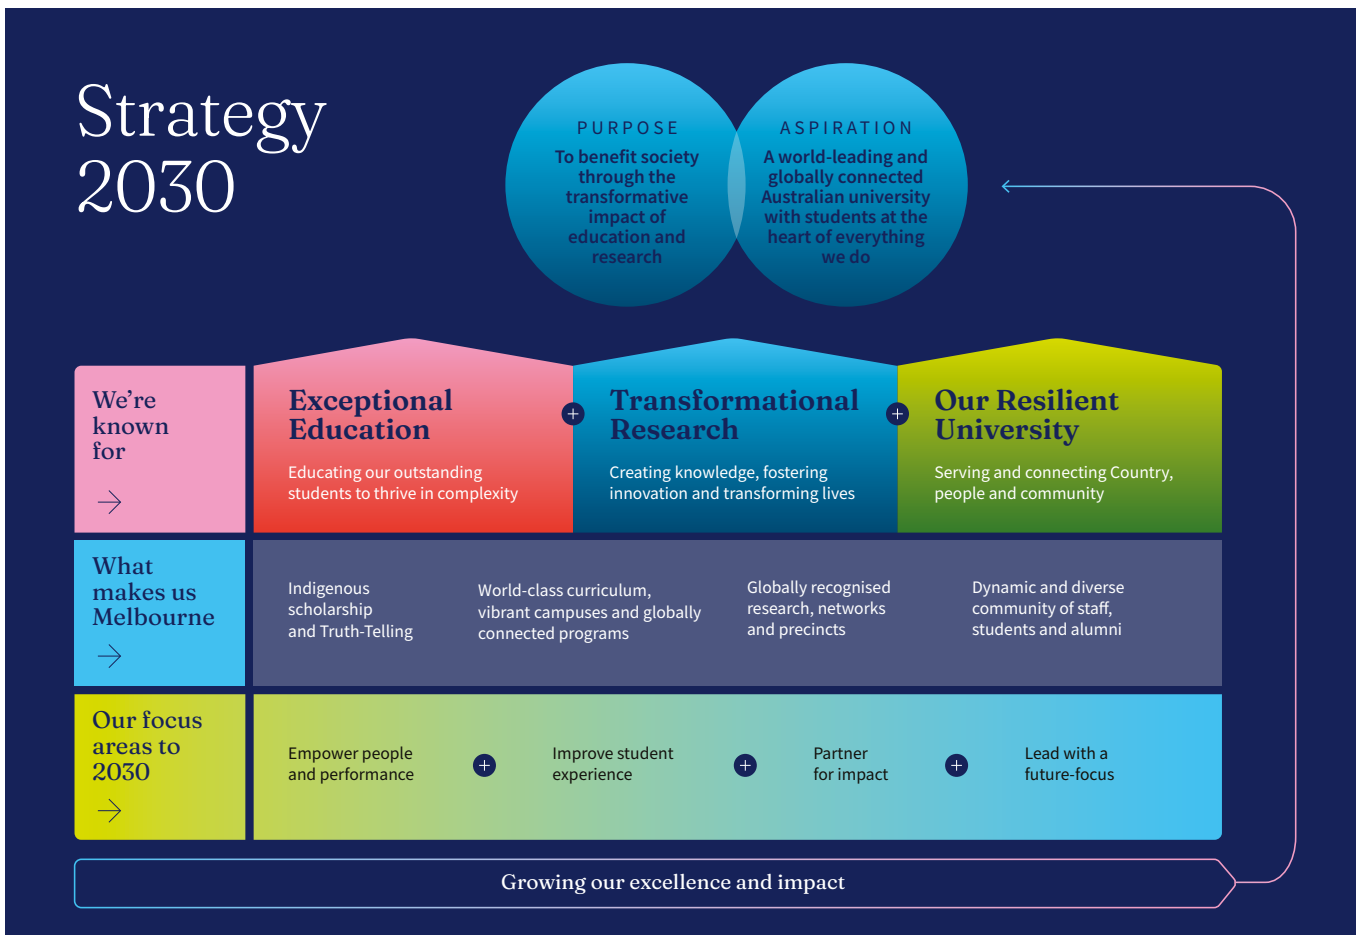 Strategy
2030
PURPOSE
To benefit society
through the
transformative
impact of
education and
research
ASPIRATION
A world-leading and
globally connected
Australian university
with students at the
heart of everything
we do
We’re
known
for
Exceptional
Education
Educating our outstanding
students to thrive in complexity
Transformational
Research
Creating knowledge, fostering
innovation and transforming lives
Our Resilient
University
Serving and connecting Country,
people and community
What
makes us
Melbourne
Indigenous
scholarship
and Truth-Telling
World-class curriculum,
vibrant campuses and globally
connected programs
Globally recognised
research, networks
and precincts
Dynamic and diverse
community of staff,
students and alumni
Our focus
areas to
2030
Empower people
and performance
Improve student
experience
Partner
for impact
Lead with a
future-focus
Growing our excellence and impact